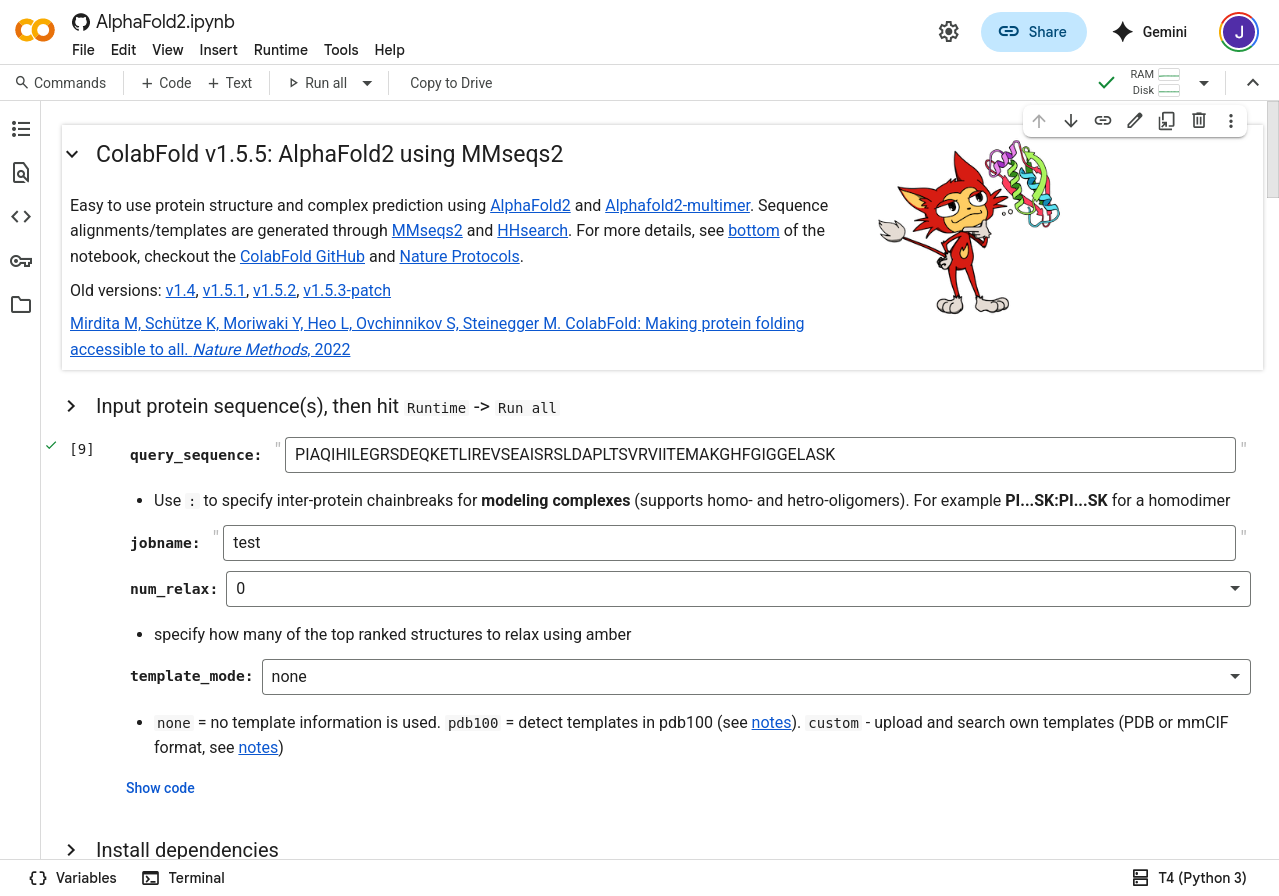 AlphaFold2.ipynb
File Edit View Insert Runtime Tools Help
Share
Gemini
J
Commands + Code + Text Run all Copy to Drive
RAM
Disk
ColabFold v1.5.5: AlphaFold2 using MMseqs2
Easy to use protein structure and complex prediction using AlphaFold2 and Alphafold2-multimer. Sequence
alignments/templates are generated through MMseqs2 and HHsearch. For more details, see bottom of the
notebook, checkout the ColabFold GitHub and Nature Protocols.
Old versions: v1.4, v1.5.1, v1.5.2, v1.5.3-patch
Mirdita M, Schütze K, Moriwaki Y, Heo L, Ovchinnikov S, Steinegger M. ColabFold: Making protein folding
accessible to all. Nature Methods, 2022
Input protein sequence(s), then hit Runtime -> Run all
[9]
query_sequence: " PIAQIHILEGRSDEQKETLIREVSEAISRSLDAPLTSVRVIITEMAKGHFGIGGELASK "
• Use : to specify inter-protein chainbreaks for modeling complexes (supports homo- and hetro-oligomers). For example PI...SK:PI...SK for a homodimer
jobname: " test "
num_relax: 0
• specify how many of the top ranked structures to relax using amber
template_mode: none
• none = no template information is used. pdb100 = detect templates in pdb100 (see notes). custom - upload and search own templates (PDB or mmCIF
format, see notes)
Show code
Install dependencies
Variables Terminal T4 (Python 3)